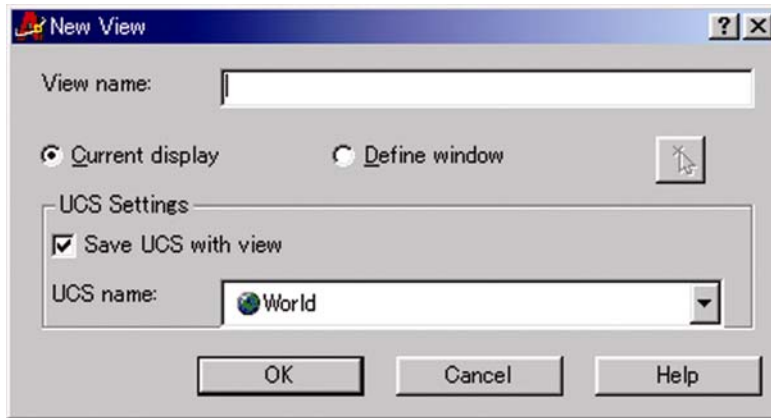 New View
View name:
Current display
Define window
UCS Settings
Save UCS with view
UCS name:
World
OK
Cancel
Help